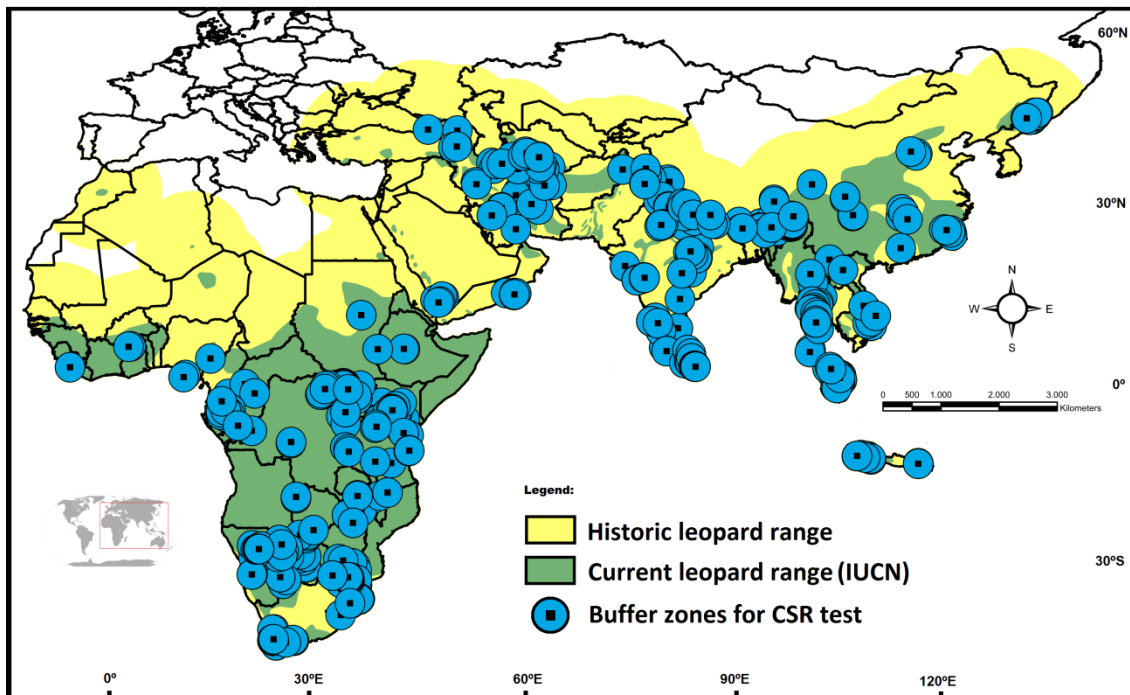 60ºN
30ºN
N
W
E
S
0º
0 500 1.000 2.000 3.000
Kilometers
Legend:
Historic leopard range
Current leopard range (IUCN)
Buffer zones for CSR test
30ºS
0º
30ºE
60ºE
90ºE
120ºE